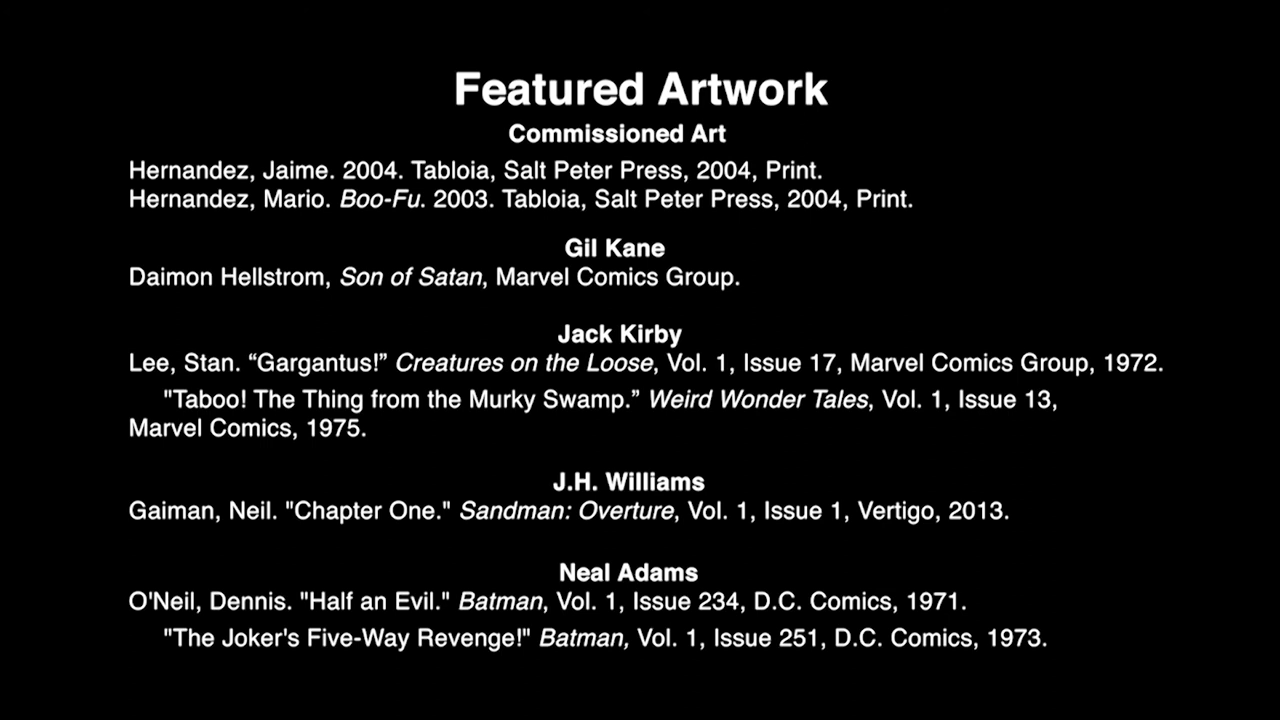 Featured Artwork
Commissioned Art
Hernandez, Jaime. 2004. Tabloia, Salt Peter Press, 2004, Print.
Hernandez, Mario. Boo-Fu. 2003. Tabloia, Salt Peter Press, 2004, Print.
Gil Kane
Daimon Hellstrom, Son of Satan, Marvel Comics Group.
Jack Kirby
Lee, Stan. “Gargantus!” Creatures on the Loose, Vol. 1, Issue 17, Marvel Comics Group, 1972.
"Taboo! The Thing from the Murky Swamp.” Weird Wonder Tales, Vol. 1, Issue 13,
Marvel Comics, 1975.
J.H. Williams
Gaiman, Neil. "Chapter One." Sandman: Overture, Vol. 1, Issue 1, Vertigo, 2013.
Neal Adams
O'Neil, Dennis. "Half an Evil." Batman, Vol. 1, Issue 234, D.C. Comics, 1971.
"The Joker's Five-Way Revenge!" Batman, Vol. 1, Issue 251, D.C. Comics, 1973.